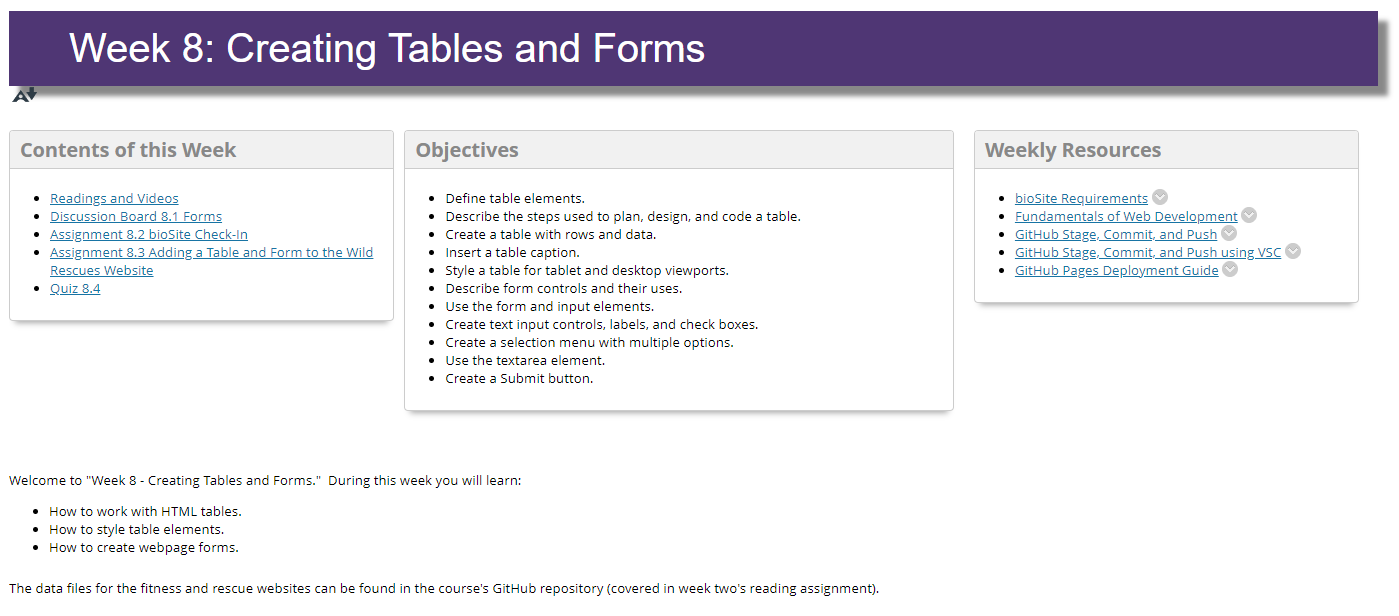 Week 8: Creating Tables and Forms
A
Contents of this Week
Readings and Videos
Discussion Board 8.1 Forms
Assignment 8.2 bioSite Check-In
Assignment 8.3 Adding a Table and Form to the Wild
Rescues Website
Quiz 8.4
Objectives
Define table elements.
Describe the steps used to plan, design, and code a table.
Create a table with rows and data.
Insert a table caption.
Style a table for tablet and desktop viewports.
Describe form controls and their uses.
Use the form and input elements.
Create text input controls, labels, and check boxes.
Create a selection menu with multiple options.
Use the textarea element.
Create a Submit button.
Weekly Resources
bioSite Requirements
Fundamentals of Web Development
GitHub Stage, Commit, and Push
GitHub Stage, Commit, and Push using VSC
GitHub Pages Deployment Guide
Welcome to "Week 8 - Creating Tables and Forms."  During this week you will learn:
How to work with HTML tables.
How to style table elements.
How to create webpage forms.
The data files for the fitness and rescue websites can be found in the course's GitHub repository (covered in week two's reading assignment).